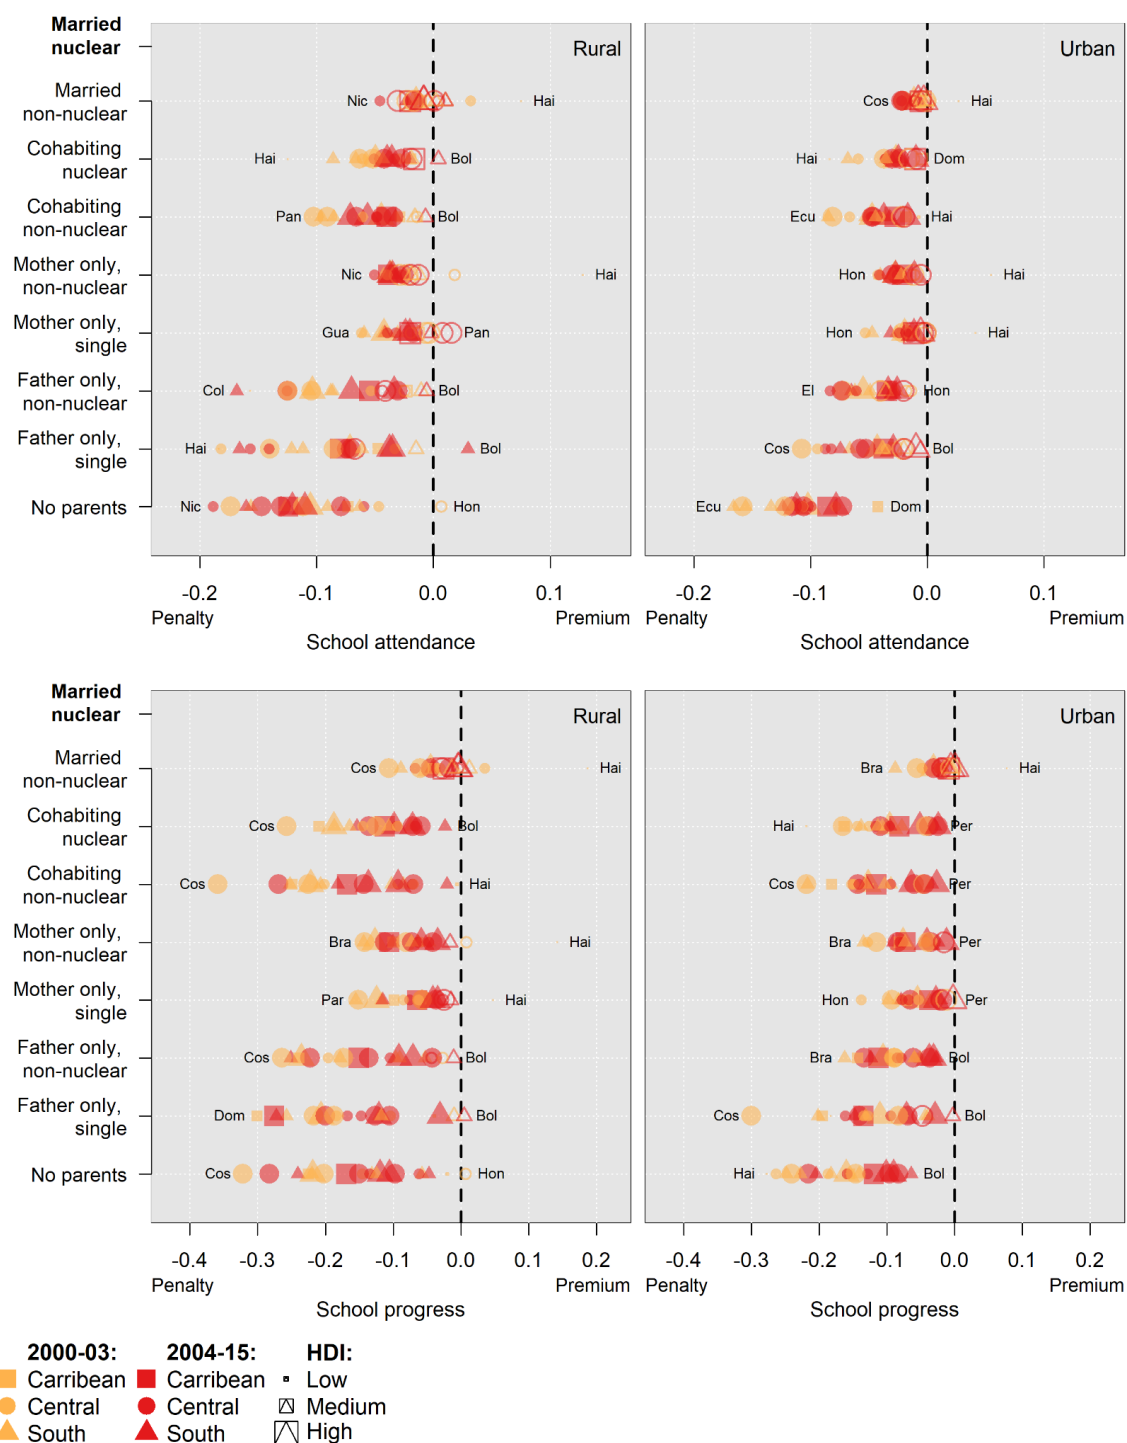 Married
nuclear
Rural
Urban
Married
non-nuclear
Nic
Hai
Cos
Hai
Cohabiting
nuclear
Hai
Bol
Hai
Dom
Cohabiting
non-nuclear
Pan
Bol
Ecu
Hai
Mother only,
non-nuclear
Nic
Hai
Hon
Hai
Mother only,
single
Gua
Pan
Hon
Hai
Father only,
non-nuclear
Col
Bol
El
Hon
Father only,
single
Hai
Bol
Cos
Bol
No parents
Nic
Hon
Ecu
Dom
-0.2 -0.1 0.0 0.1
-0.2 -0.1 0.0 0.1
Penalty Premium
Penalty Premium
School attendance
School attendance
Married
nuclear
Rural
Urban
Married
non-nuclear
Cos
Hai
Bra
Hai
Cohabiting
nuclear
Cos
Bol
Hai
Per
Cohabiting
non-nuclear
Cos
Hai
Cos
Per
Mother only,
non-nuclear
Bra
Hai
Bra
Per
Mother only,
single
Par
Hai
Hon
Per
Father only,
non-nuclear
Cos
Bol
Bra
Bol
Father only,
single
Dom
Bol
Cos
Bol
No parents
Cos
Hon
Hai
Bol
-0.4 -0.3 -0.2 -0.1 0.0 0.1 0.2
-0.4 -0.3 -0.2 -0.1 0.0 0.1 0.2
Penalty Premium
Penalty Premium
School progress
School progress
2000-03: 2004-15: HDI:
Carribean Carribean Low
Central Central Medium
South South High